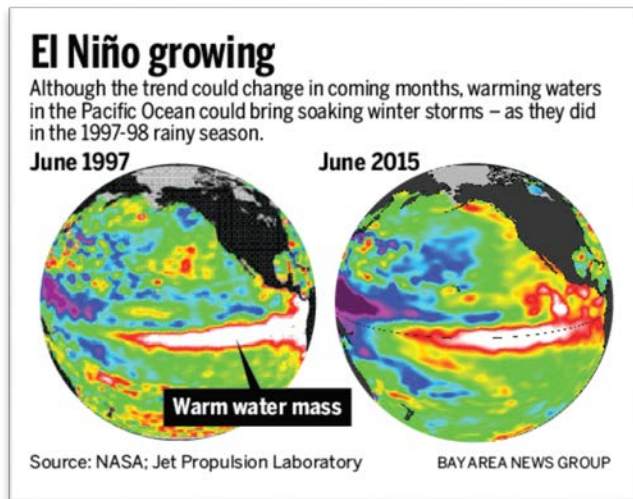 El Niño growing
Although the trend could change in coming months, warming waters
in the Pacific Ocean could bring soaking winter storms – as they did
in the 1997-98 rainy season.
June 1997
June 2015
Warm water mass
Source: NASA; Jet Propulsion Laboratory
BAY AREA NEWS GROUP